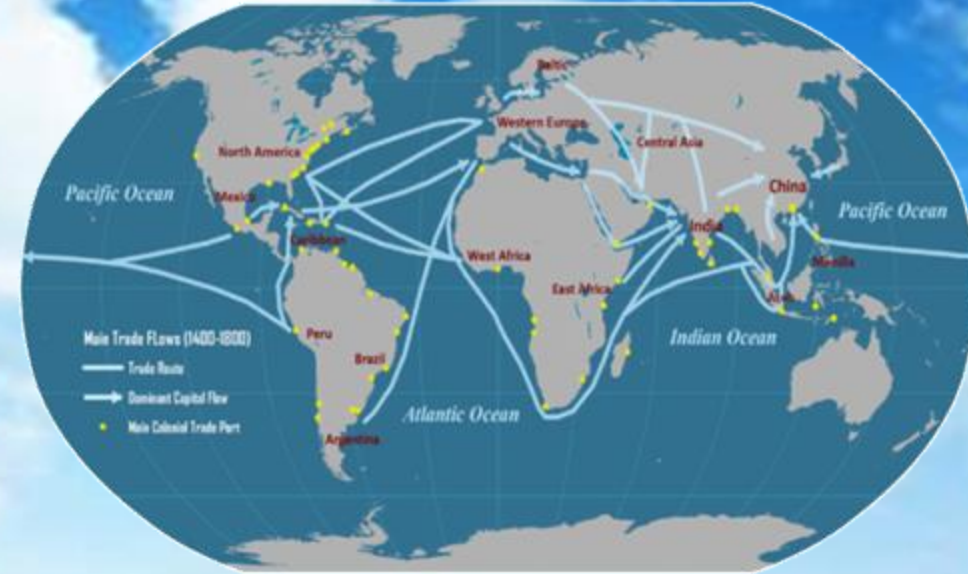 Baltic
Western Europe
North America
Central Asia
Mexico
Pacific Ocean
China
Pacific Ocean
India
Caribbean
West Africa
Manilla
East Africa
Peru
Indian Ocean
Main Trade Flows (1400-1800)
Brazil
Trade Route
Dominant Capital Flow
Atlantic Ocean
Main Colonial Trade Port
Argentina